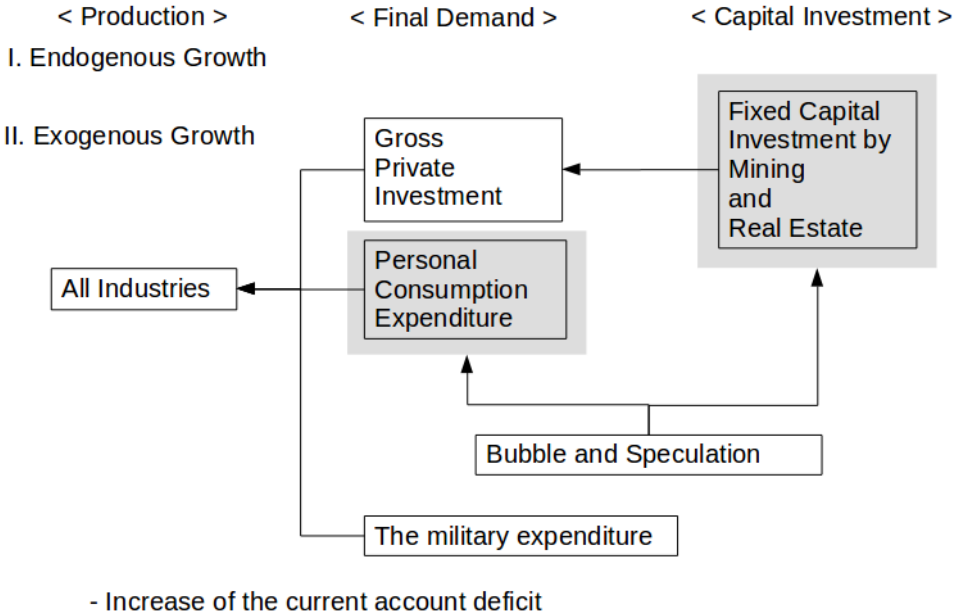 < Production >
< Final Demand >
< Capital Investment >
I. Endogenous Growth
II. Exogenous Growth
Gross
Private
Investment
Fixed Capital
Investment by
Mining
and
Real Estate
All Industries
Personal
Consumption
Expenditure
Bubble and Speculation
The military expenditure
- Increase of the current account deficit